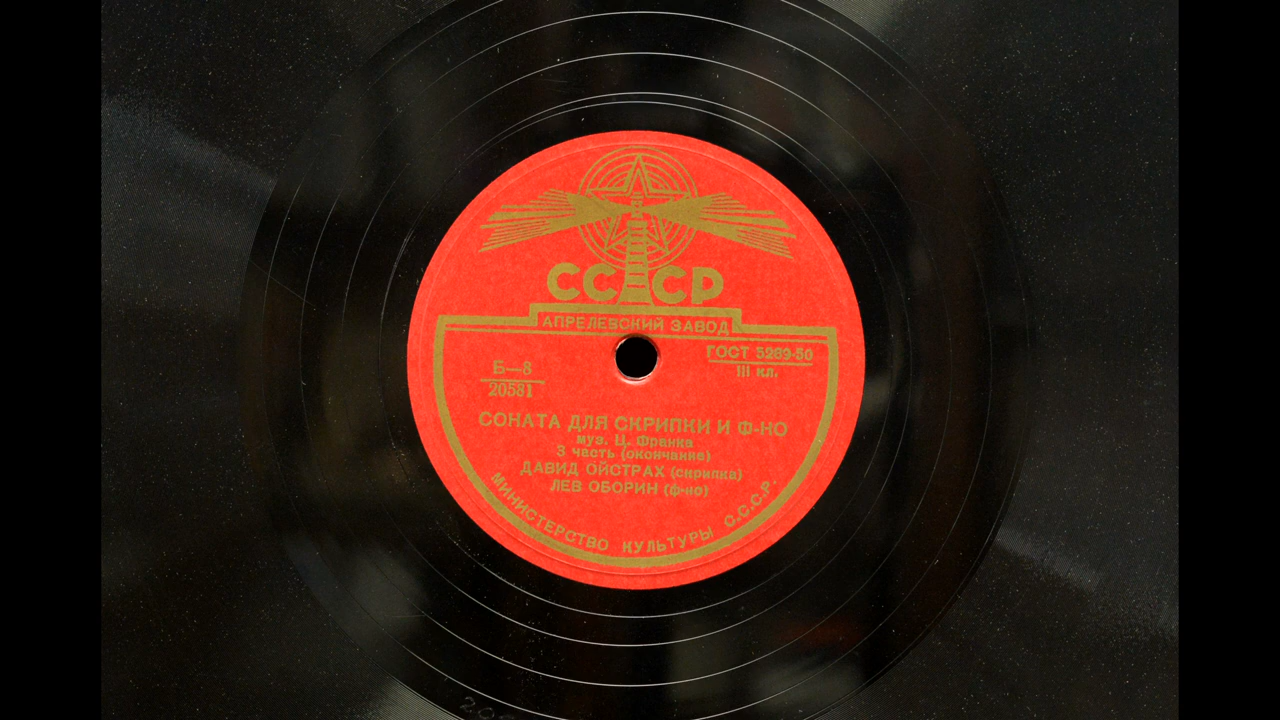 СССР
АПРЕЛЕВСКИЙ ЗАВОД
ГОСТ 5289-50
III кл.
Б—8
20581
СОНАТА ДЛЯ СКРИПКИ И Ф-НО
муз. Ц. Франка
3 часть (окончание)
ДАВИД ОЙСТРАХ (скрипка)
ЛЕВ ОБОРИН (ф-но)
МИНИСТЕРСТВО КУЛЬТУРЫ С.С.С.Р.